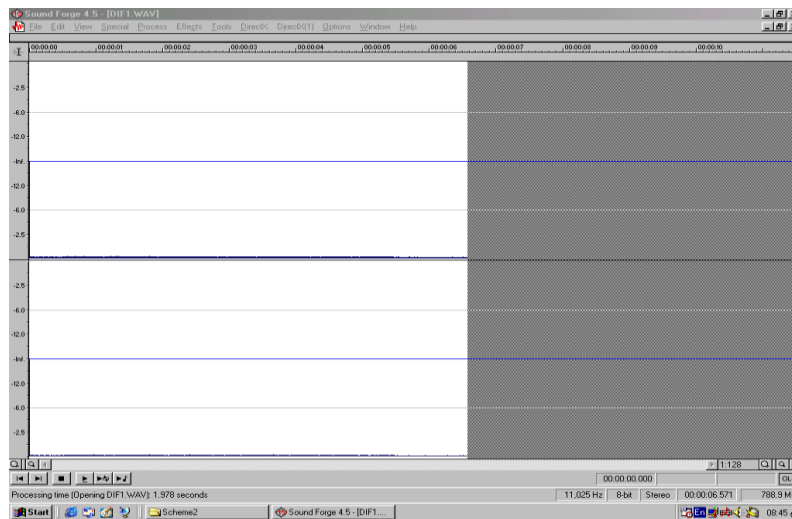 Sound Forge 4.5 - [DIF1.WAV]
File Edit View Special Process Effects Tools DirectX DirectX(1) Options Window Help
00:00:00 00:00:01 00:00:02 00:00:03 00:00:04 00:00:05 00:00:06 00:00:07 00:00:08 00:00:09 00:00:10
-2.5
-6.0
-12.0
-Inf.
-12.0
-6.0
-2.5
-2.5
-6.0
-12.0
-Inf.
-12.0
-6.0
-2.5
1:128
00:00:00.000
Processing time (Opening DIF1.WAV): 1.978 seconds 11,025 Hz 8-bit Stereo 00:00:06.571 788.9 M
Start Scheme2 Sound Forge 4.5 - [DIF1.... En 08:45